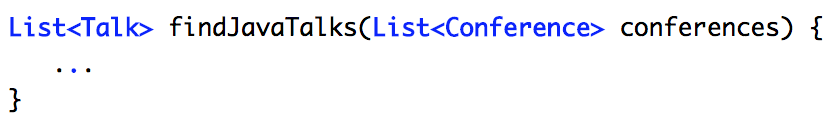 List<Talk> findJavaTalks(List<Conference> conferences) {
...
}